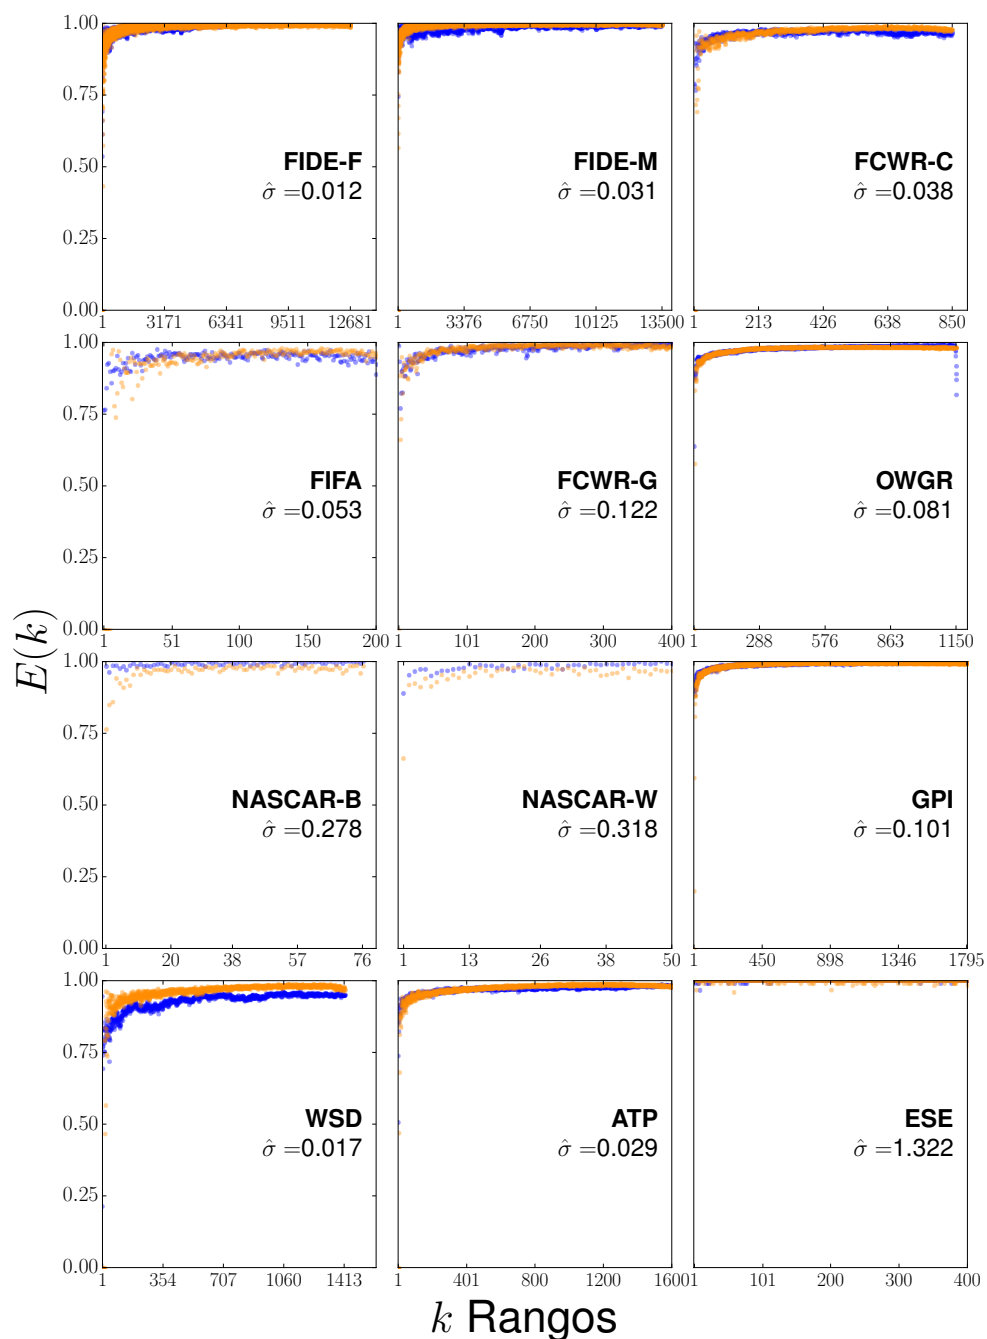 1.00
0.75
0.50
0.25
0.00
FIDE-F
σ̂ =0.012
1 3171 6341 9511 12681
FIDE-M
σ̂ =0.031
1 3376 6750 10125 13500
FCWR-C
σ̂ =0.038
1 213 426 638 850
1.00
0.75
0.50
0.25
0.00
FIFA
σ̂ =0.053
1 51 100 150 200
FCWR-G
σ̂ =0.122
1 101 200 300 400
OWGR
σ̂ =0.081
1 288 576 863 1150
E(k)
1.00
0.75
0.50
0.25
0.00
NASCAR-B
σ̂ =0.278
1 20 38 57 76
NASCAR-W
σ̂ =0.318
1 13 26 38 50
GPI
σ̂ =0.101
1 450 898 1346 1795
1.00
0.75
0.50
0.25
0.00
WSD
σ̂ =0.017
1 354 707 1060 1413
ATP
σ̂ =0.029
1 401 800 1200 1600
ESE
σ̂ =1.322
1 101 200 300 400
k Rangos